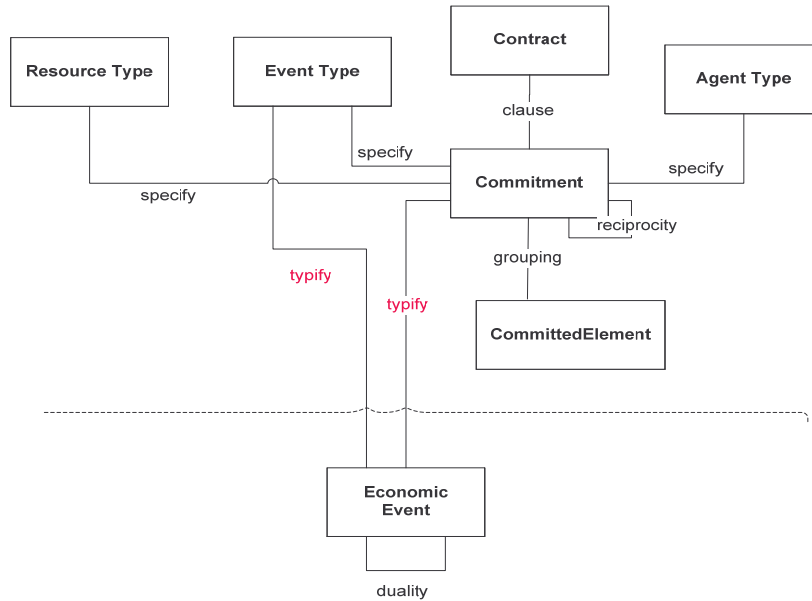 Contract
Resource Type
Event Type
Agent Type
clause
specify
specify
specify
Commitment
reciprocity
grouping
typify
typify
CommittedElement
Economic
Event
duality